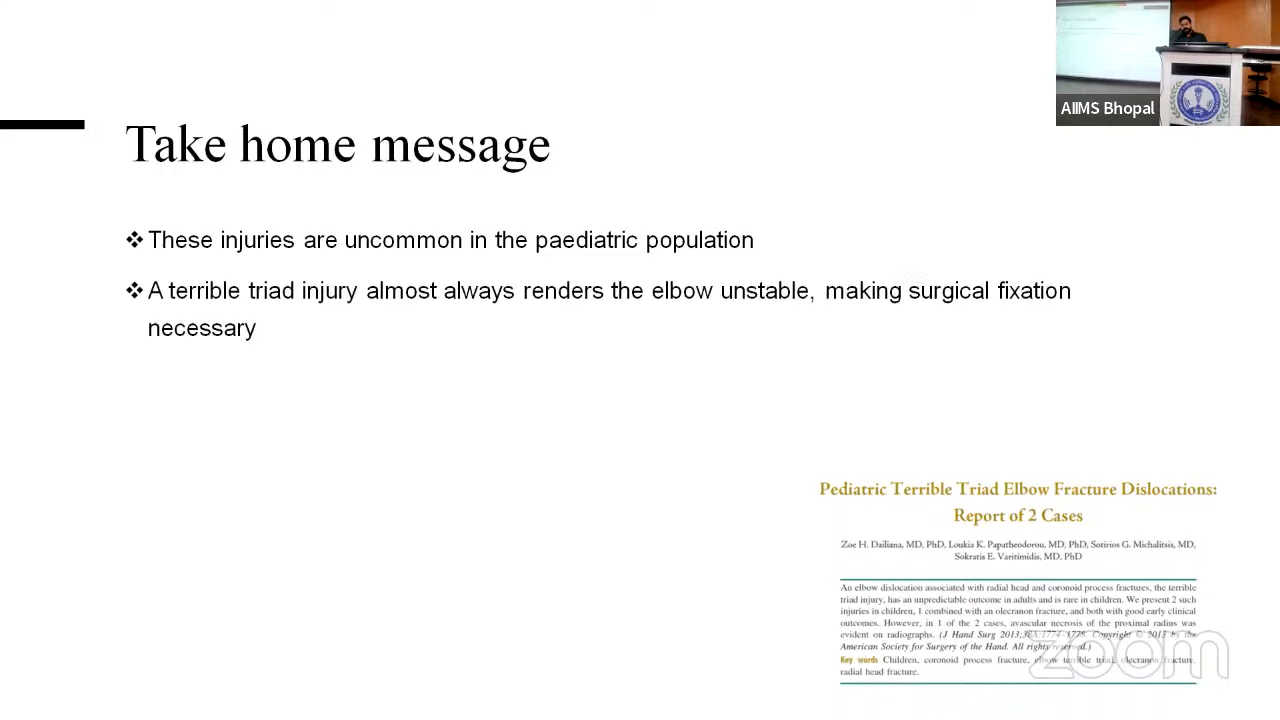 AIIMS Bhopal
Take home message
❖ These injuries are uncommon in the paediatric population
❖ A terrible triad injury almost always renders the elbow unstable, making surgical fixation
necessary
Pediatric Terrible Triad Elbow Fracture Dislocations:
Report of 2 Cases
Zoe H. Dailiana, MD, PhD, Loukia K. Papatheodorou, MD, PhD, Sotirios G. Michalitsis, MD,
Sokratis E. Varitimidis, MD, PhD
An elbow dislocation associated with radial head and coronoid process fractures, the terrible
triad injury, has an unpredictable outcome in adults and is rare in children. We present 2 such
injuries in children, 1 combined with an olecranon fracture, and both with good early clinical
outcomes. However, in 1 of the 2 cases, avascular necrosis of the proximal radius was
evident on radiographs. (J Hand Surg 2013;38A:1774–1778. Copyright © 2013 by the
American Society for Surgery of the Hand. All rights reserved.)
Key words Children, coronoid process fracture, elbow terrible triad, olecranon fracture,
radial head fracture.
zoom